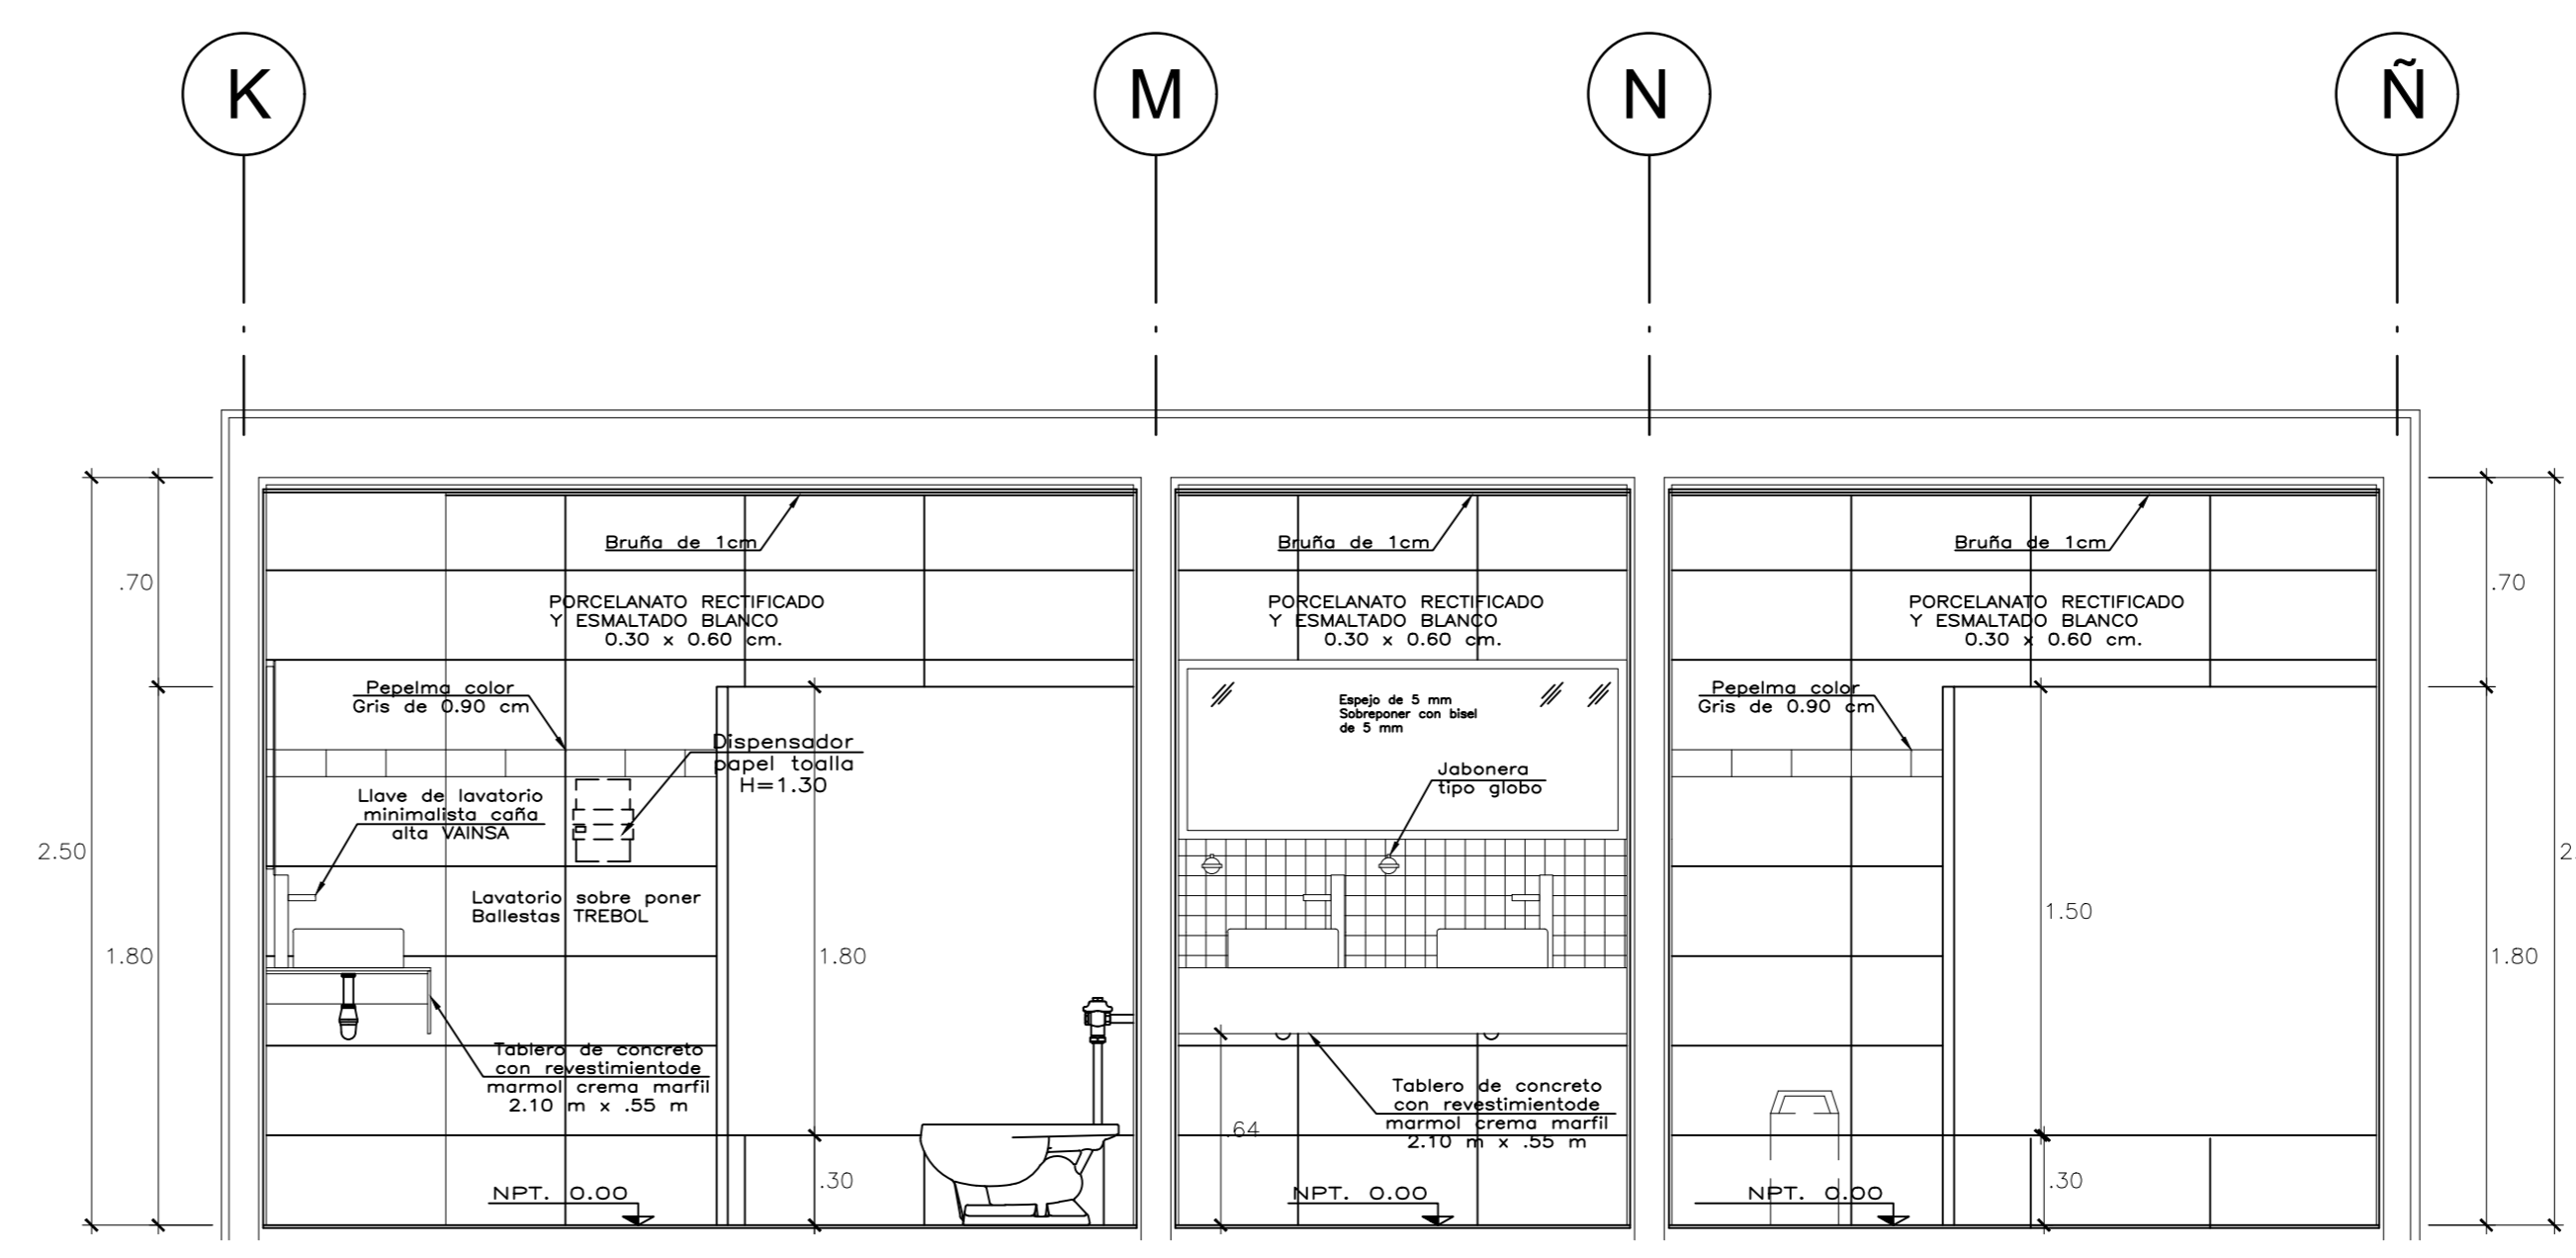 K
M
N
Ñ
Bruña de 1cm
Bruña de 1cm
Bruña de 1cm
.70
.70
PORCELANATO RECTIFICADO
Y ESMALTADO BLANCO
0.30 x 0.60 cm.
PORCELANATO RECTIFICADO
Y ESMALTADO BLANCO
0.30 x 0.60 cm.
PORCELANATO RECTIFICADO
Y ESMALTADO BLANCO
0.30 x 0.60 cm.
Pepelma color
Gris de 0.90 cm
Espejo de 5 mm
Sobreponer con bisel
de 5 mm
Pepelma color
Gris de 0.90 cm
Dispensador
papel toalla
H=1.30
Jabonera
tipo globo
Llave de lavatorio
minimalista caña
alta VAINSA
2.50
2.
Lavatorio sobre poner
Ballestas TREBOL
1.50
1.80
1.80
1.80
Tablero de concreto
con revestimientode
marmol crema marfil
2.10 m x .55 m
.64
Tablero de concreto
con revestimientode
marmol crema marfil
2.10 m x .55 m
.30
.30
NPT. 0.00
NPT. 0.00
NPT. 0.00